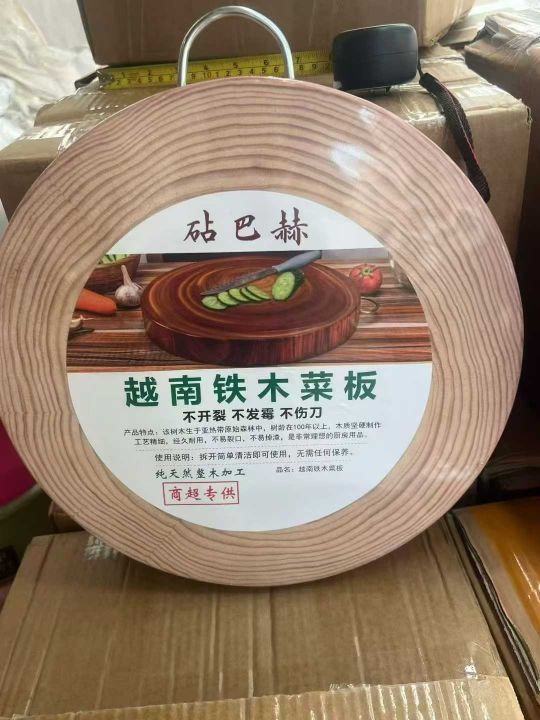 砧巴赫
越南铁木菜板
不开裂 不发霉 不伤刀
产品特点：该树木生于亚热带原始森林中，树龄在100年以上，木质坚硬制作
工艺精细，经久耐用，不易裂口，不易掉渣，是非常理想的厨房用品。
使用说明：拆开简单清洁即可使用，无需任何保养。
纯天然整木加工 品名：越南铁木菜板
商超专供